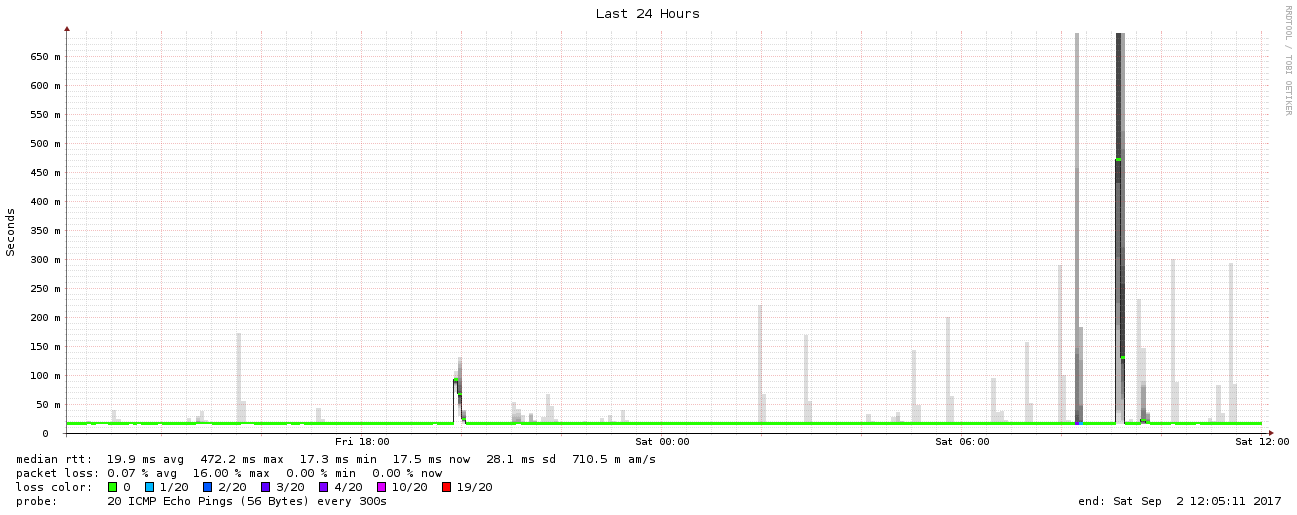 Last 24 Hours
RRDTOOL / TOBI OETIKER
Seconds
650 m
600 m
550 m
500 m
450 m
400 m
350 m
300 m
250 m
200 m
150 m
100 m
50 m
0
Fri 18:00 Sat 00:00 Sat 06:00 Sat 12:00
median rtt: 19.9 ms avg 472.2 ms max 17.3 ms min 17.5 ms now 28.1 ms sd 710.5 m am/s
packet loss: 0.07 % avg 16.00 % max 0.00 % min 0.00 % now
loss color: 0 1/20 2/20 3/20 4/20 10/20 19/20
probe: 20 ICMP Echo Pings (56 Bytes) every 300s end: Sat Sep 2 12:05:11 2017